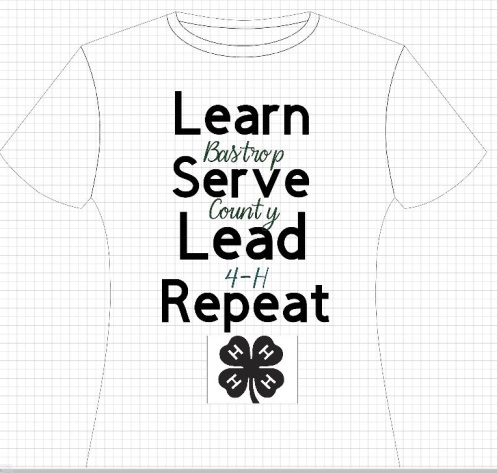 Learn
Bastrop
Serve
County
Lead
4-H
Repeat
H H
H H